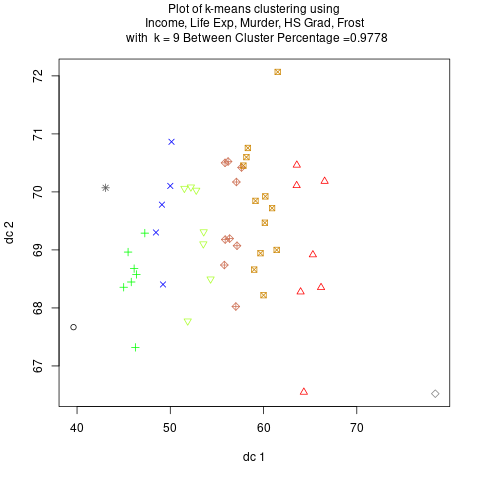 Plot of k-means clustering using
Income, Life Exp, Murder, HS Grad, Frost
with k = 9 Between Cluster Percentage =0.9778
72
71
70
69
68
67
dc 2
40 50 60 70
dc 1